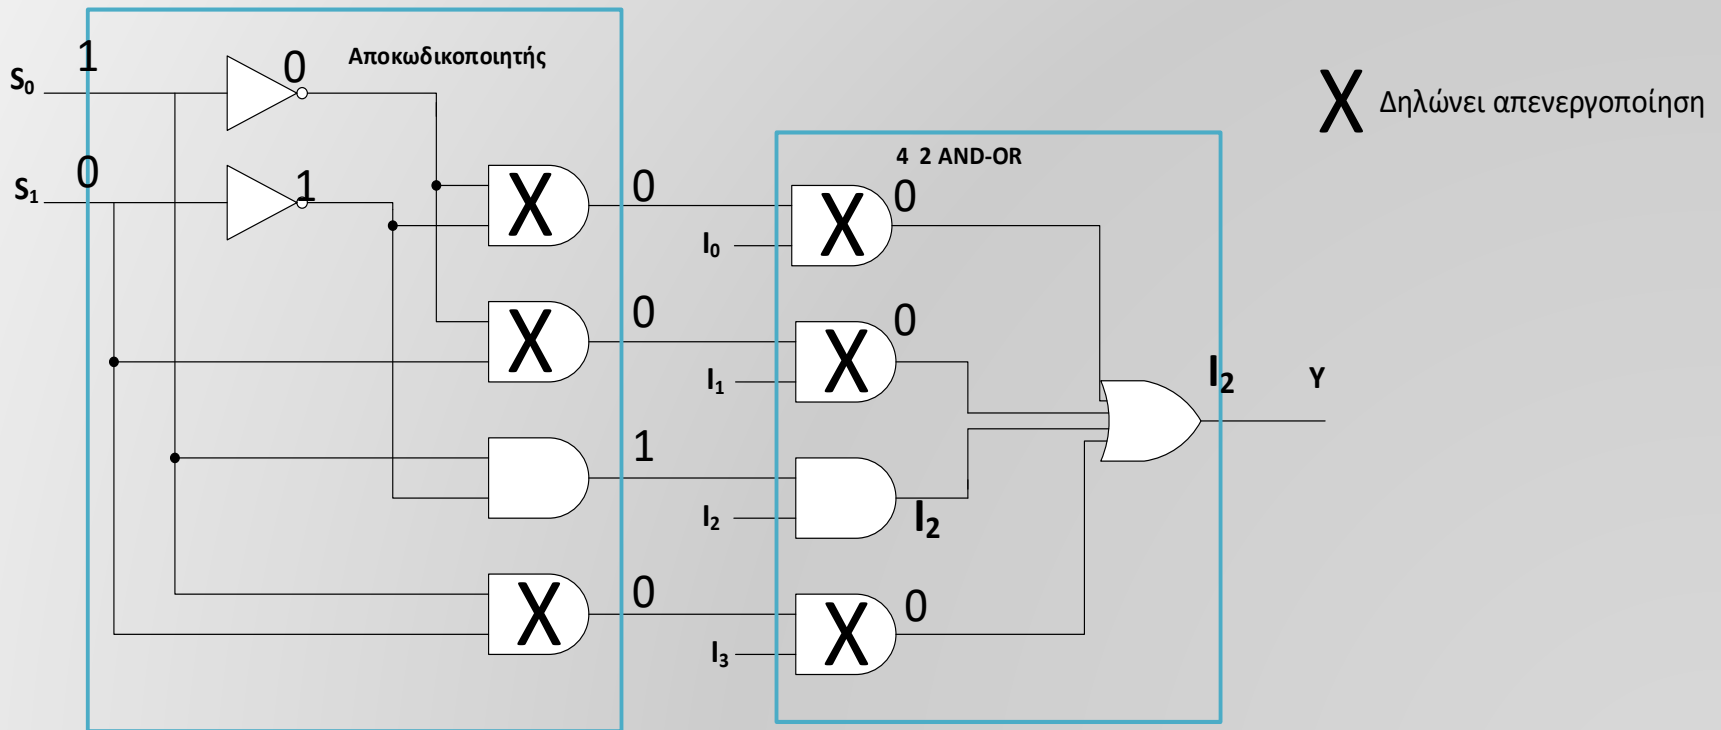 Αποκωδικοποιητής
S₀ 1 0
S₁ 0 1
X Δηλώνει απενεργοποίηση
4 2 AND-OR
X 0 X 0
I₀
X 0 X 0
I₁
1
I₂ I₂
I₂ Y
X 0 X 0
I₃